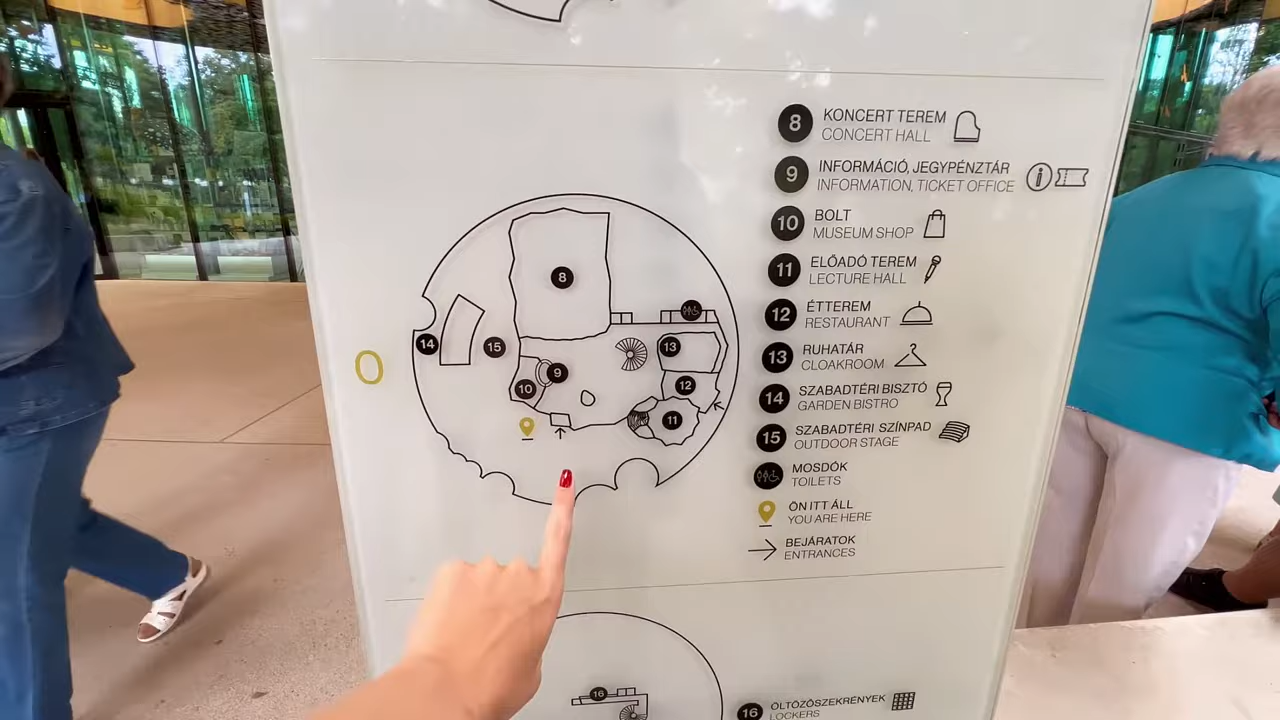 8 KONCERT TEREM
CONCERT HALL
9 INFORMÁCIÓ, JEGYPÉNZTÁR
INFORMATION, TICKET OFFICE
10 BOLT
MUSEUM SHOP
11 ELŐADÓ TEREM
LECTURE HALL
12 ÉTTEREM
RESTAURANT
13 RUHATÁR
CLOAKROOM
14 SZABADTÉRI BISZTÓ
GARDEN BISTRO
15 SZABADTÉRI SZÍNPAD
OUTDOOR STAGE
MOSDÓK
TOILETS
ÖN ITT ÁLL
YOU ARE HERE
BEJÁRATOK
ENTRANCES
0
8
14
15
13
9
10
12
11
16
16 ÖLTÖZŐSZEKRÉNYEK
LOCKERS